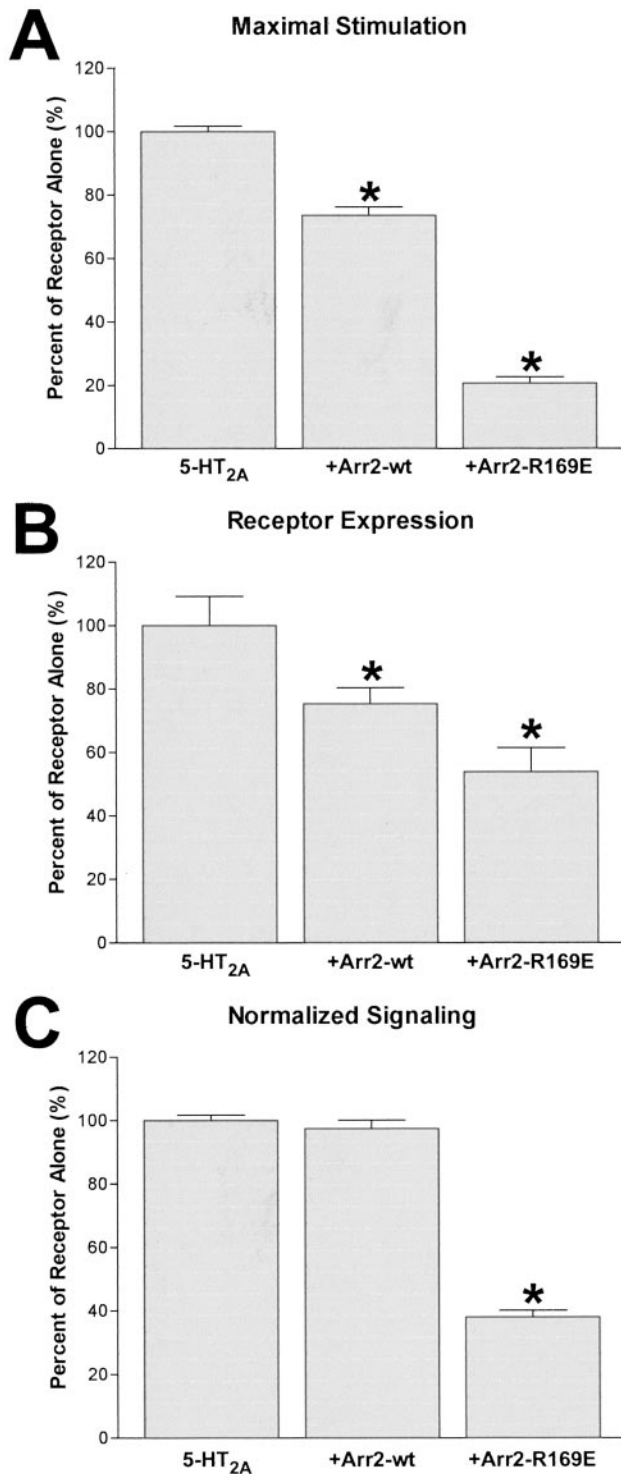 A
Maximal Stimulation
Percent of Receptor Alone (%)
120
100
80
60
40
20
0
*
*
5-HT2A
+Arr2-wt
+Arr2-R169E
B
Receptor Expression
Percent of Receptor Alone (%)
120
100
80
60
40
20
0
*
*
5-HT2A
+Arr2-wt
+Arr2-R169E
C
Normalized Signaling
Percent of Receptor Alone (%)
120
100
80
60
40
20
0
*
5-HT2A
+Arr2-wt
+Arr2-R169E